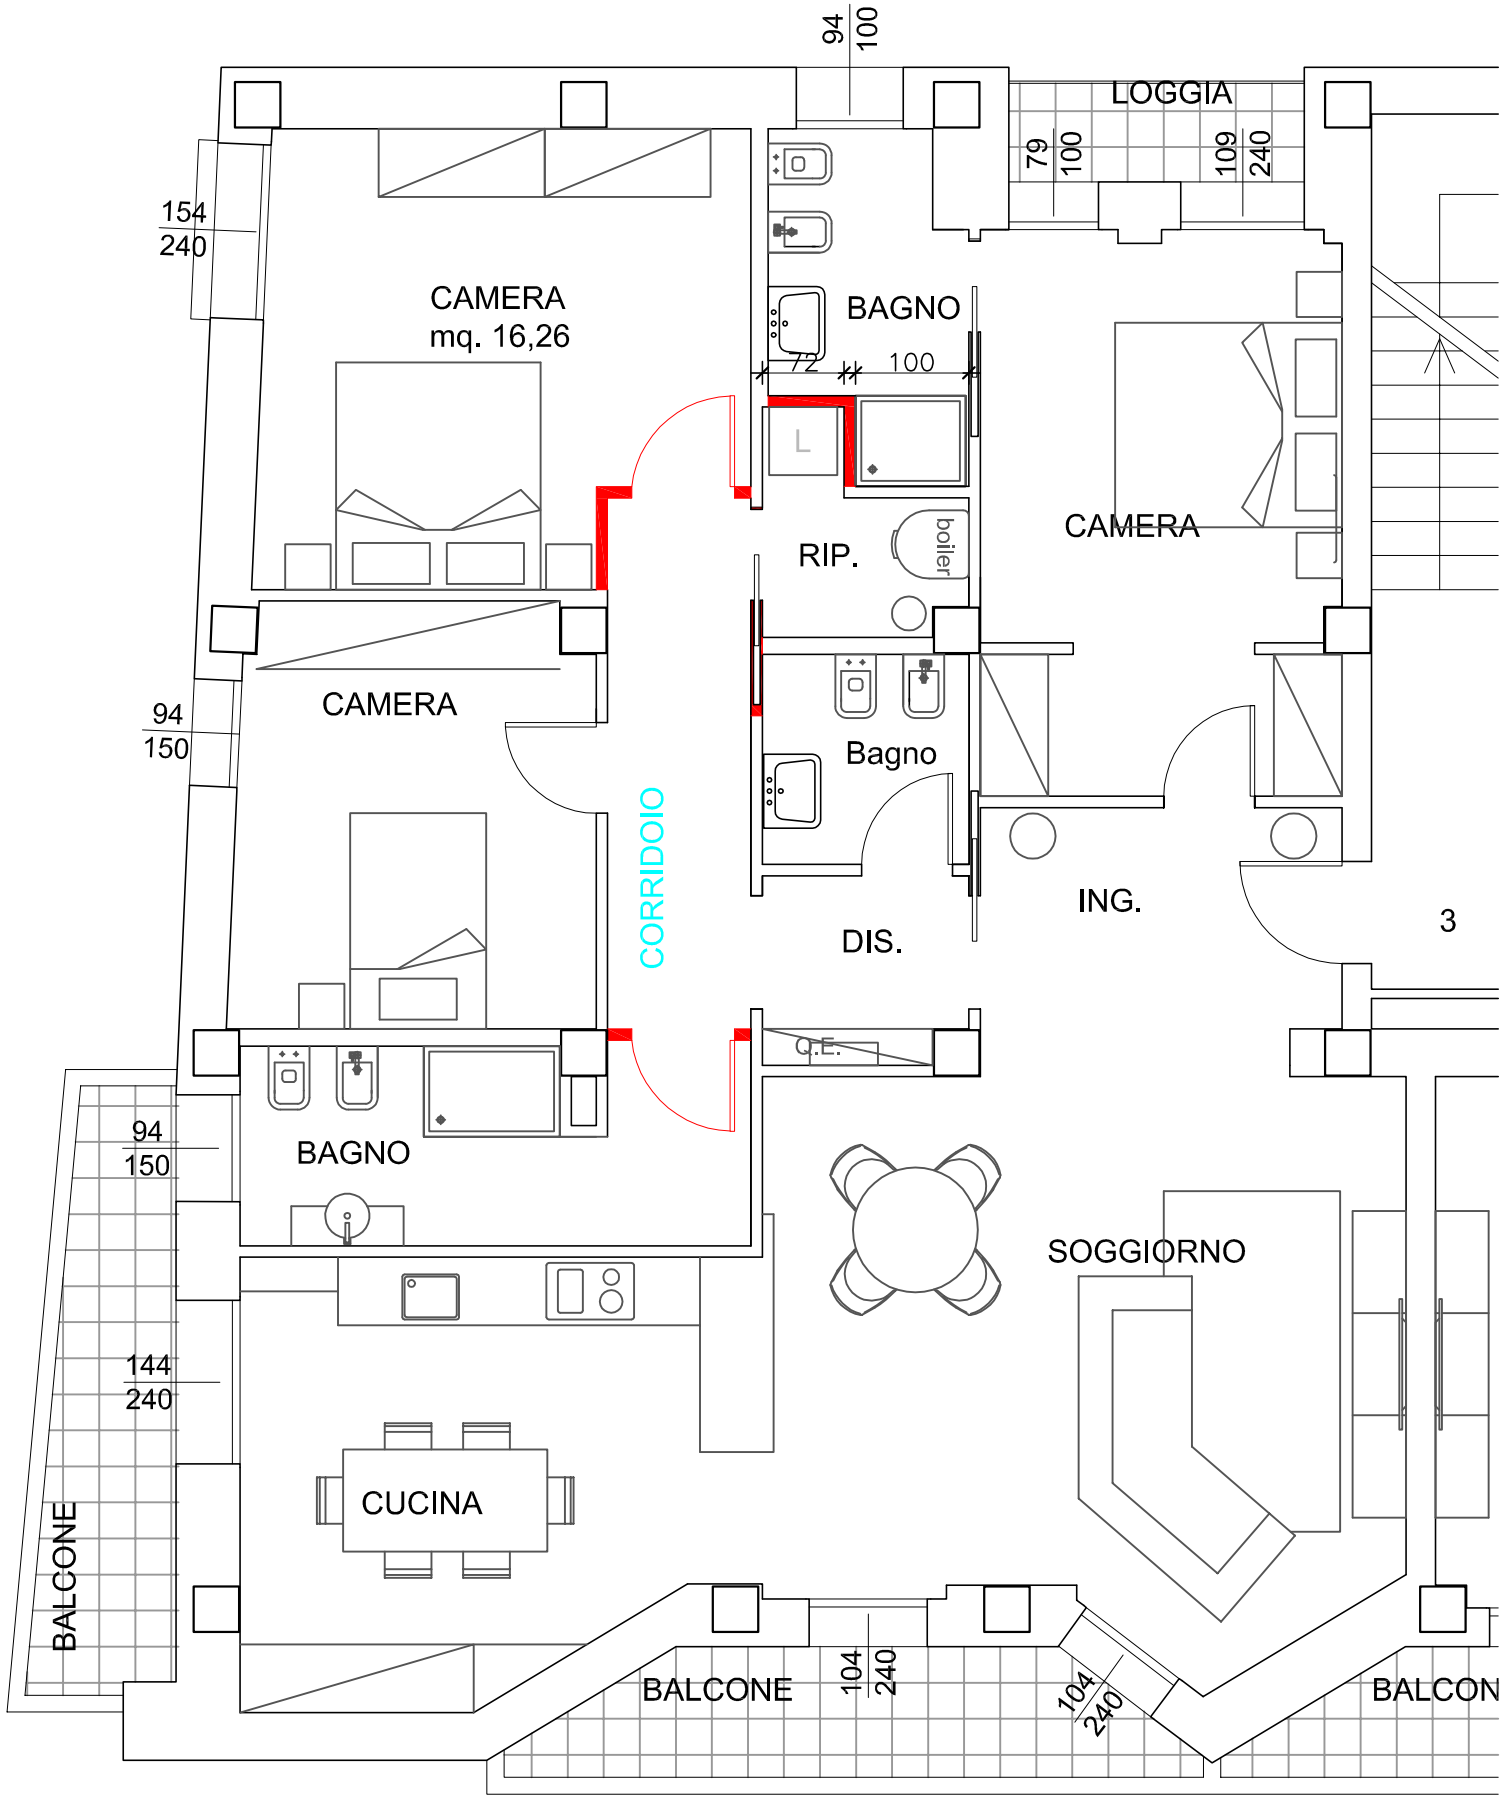 94
100
LOGGIA
79
100
109
240
154
240
CAMERA
mq. 16,26
BAGNO
72
100
L
CAMERA
RIP.
boiler
CAMERA
94
150
Bagno
CORRIDOIO
ING.
DIS.
3
Q.E.
94
150
BAGNO
SOGGIORNO
144
240
CUCINA
BALCONE
BALCONE
104
240
104
240
BALCON